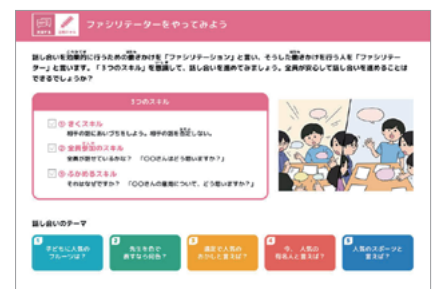 ファシリテーターをやってみよう
話し合いを効果的に行うための働きかけを「ファシリテーション」と言い、そうした働きかけを行う人を「ファシリテー
ター」と言います。「3つのスキル」を意識して、話し合いを進めてみましょう。全員が安心して話し合いを進めることは
できるでしょうか?
3つのスキル
① きくスキル
相手の話にあいづちをしよう。相手の話を否定しない。
② 全員参加のスキル
全員が話せているかな? 「〇〇さんはどう思いますか?」
③ ふかめるスキル
それはなぜですか? 「〇〇さんの意見について、どう思いますか?」
話し合いのテーマ
1
子どもに人気の
フルーツは?
2
先生を色で
表すなら何色?
3
人気の
おかしと言えば?
4
今、人気の
有名人と言えば?
5
人気のスポーツと
言えば?